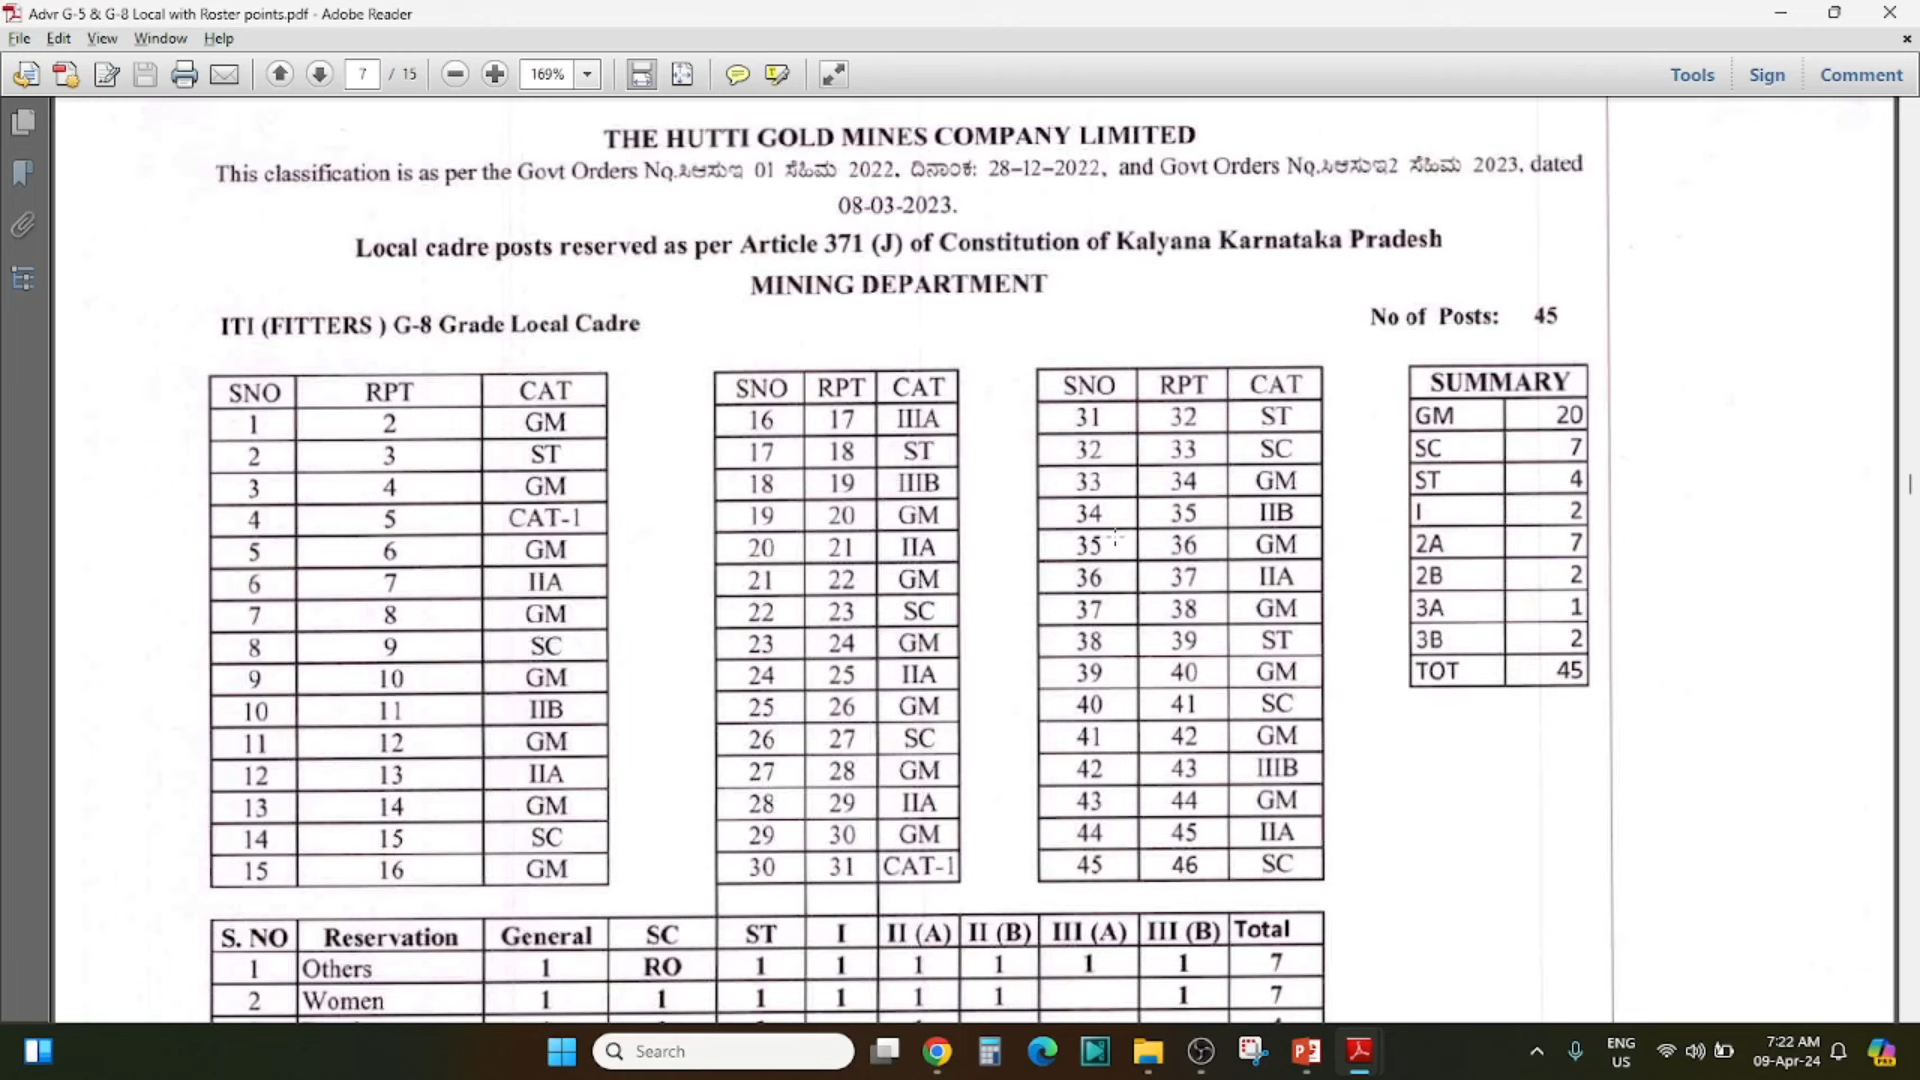 Advr G-5 & G-8 Local with Roster points.pdf - Adobe Reader
File Edit View Window Help
7 / 15 169% Tools Sign Comment
THE HUTTI GOLD MINES COMPANY LIMITED
This classification is as per the Govt Orders No.ಸಿಆಸುಇ 01 ಸೆಹಿಮ 2022, ದಿನಾಂಕ: 28-12-2022, and Govt Orders No.ಸಿಆಸುಇ2 ಸೆಹಿಮ 2023, dated
08-03-2023.
Local cadre posts reserved as per Article 371 (J) of Constitution of Kalyana Karnataka Pradesh
MINING DEPARTMENT
ITI (FITTERS ) G-8 Grade Local Cadre No of Posts: 45
SNO RPT CAT
1 2 GM
2 3 ST
3 4 GM
4 5 CAT-1
5 6 GM
6 7 IIA
7 8 GM
8 9 SC
9 10 GM
10 11 IIB
11 12 GM
12 13 IIA
13 14 GM
14 15 SC
15 16 GM
SNO RPT CAT
16 17 IIIA
17 18 ST
18 19 IIIB
19 20 GM
20 21 IIA
21 22 GM
22 23 SC
23 24 GM
24 25 IIA
25 26 GM
26 27 SC
27 28 GM
28 29 IIA
29 30 GM
30 31 CAT-1
SNO RPT CAT
31 32 ST
32 33 SC
33 34 GM
34 35 IIB
35 36 GM
36 37 IIA
37 38 GM
38 39 ST
39 40 GM
40 41 SC
41 42 GM
42 43 IIIB
43 44 GM
44 45 IIA
45 46 SC
SUMMARY
GM 20
SC 7
ST 4
I 2
2A 7
2B 2
3A 1
3B 2
TOT 45
S. NO Reservation General SC ST I II (A) II (B) III (A) III (B) Total
1 Others 1 RO 1 1 1 1 1 1 7
2 Women 1 1 1 1 1 1 1 7
Search
ENG
US
7:22 AM
09-Apr-24